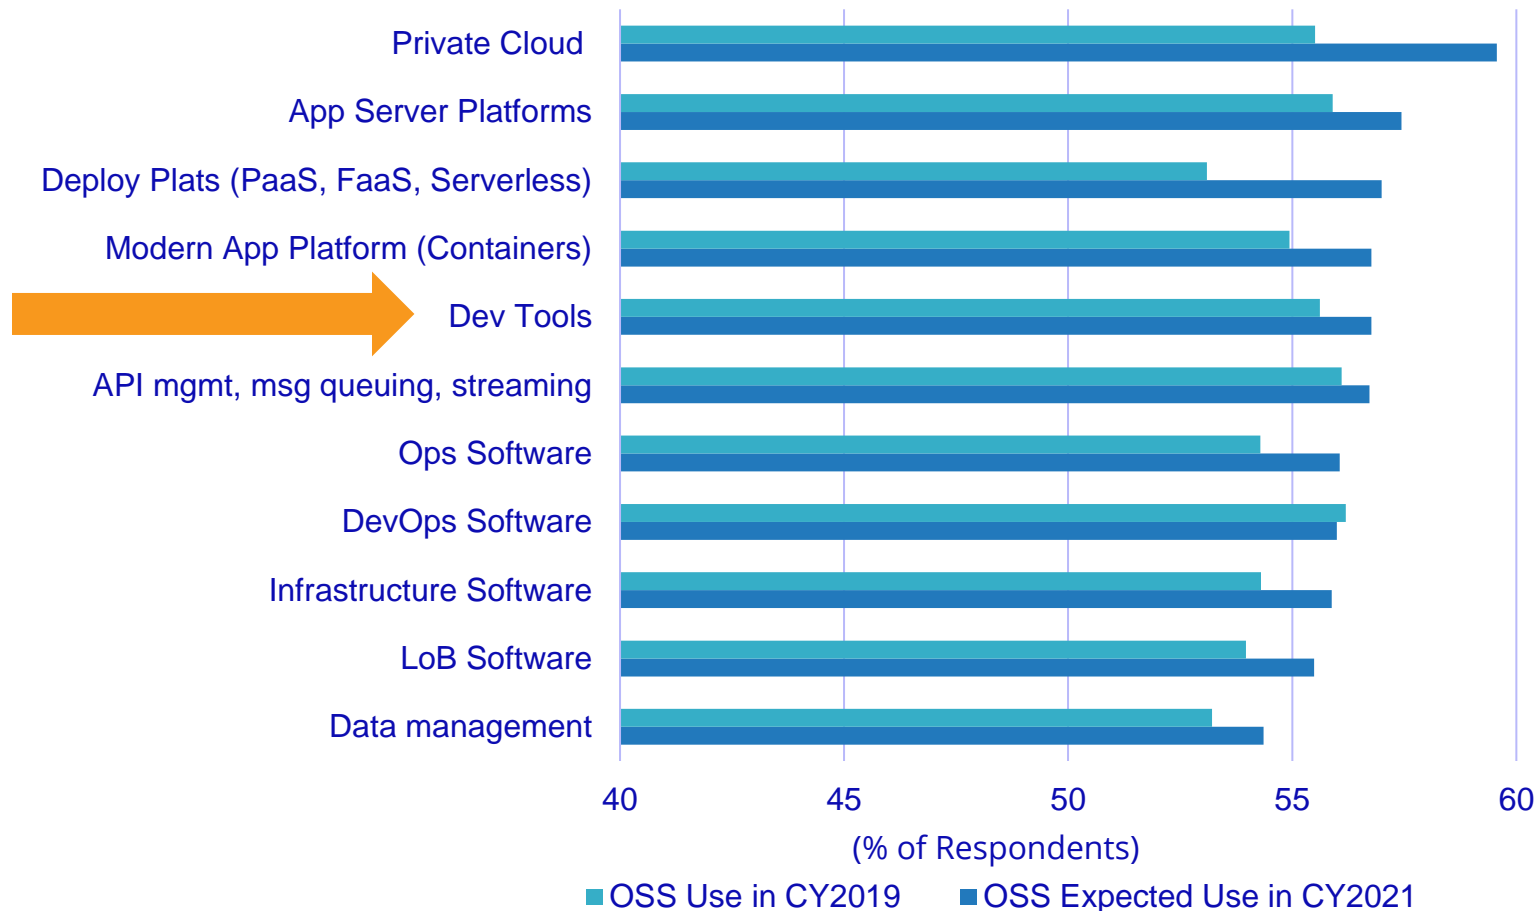 Private Cloud
App Server Platforms
Deploy Plats (PaaS, FaaS, Serverless)
Modern App Platform (Containers)
Dev Tools
API mgmt, msg queuing, streaming
Ops Software
DevOps Software
Infrastructure Software
LoB Software
Data management
40 45 50 55 60
(% of Respondents)
OSS Use in CY2019 OSS Expected Use in CY2021